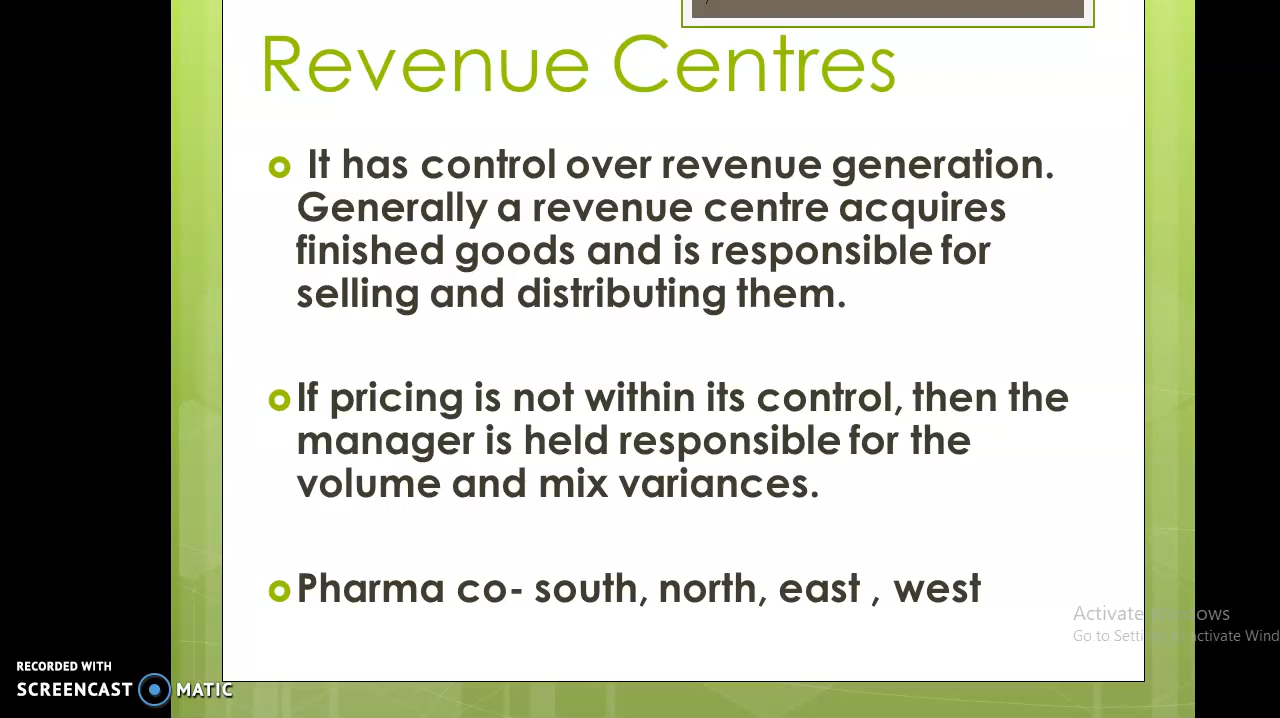 Revenue Centres
It has control over revenue generation.
Generally a revenue centre acquires
finished goods and is responsible for
selling and distributing them.
If pricing is not within its control, then the
manager is held responsible for the
volume and mix variances.
Pharma co- south, north, east , west
Activate Windows
Go to Setti activate Wind
RECORDED WITH
SCREENCAST MATIC